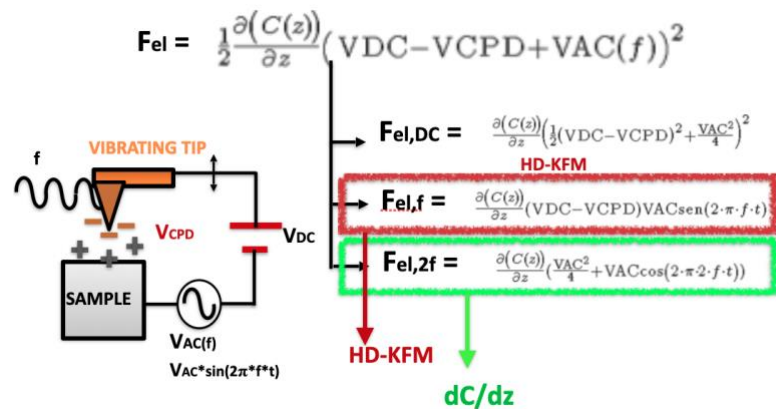 Fel = 1/2 ∂(C(z))/∂z (VDC−VCPD+VAC(f))²
Fel,DC = ∂(C(z))/∂z (1/2(VDC−VCPD)²+VAC²/4)²
HD-KFM
Fel,f = ∂(C(z))/∂z (VDC−VCPD)VACsen(2·π·f·t)
Fel,2f = ∂(C(z))/∂z (VAC²/4+VACcos(2·π·2·f·t))
f
VIBRATING TIP
VCPD
VDC
SAMPLE
VAC(f)
VAC*sin(2π*f*t)
HD-KFM
dC/dz